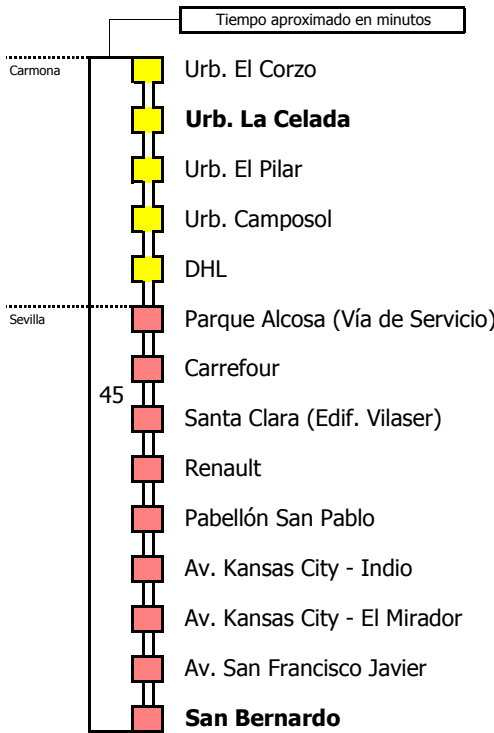 Tiempo aproximado en minutos
Carmona
Urb. El Corzo
Urb. La Celada
Urb. El Pilar
Urb. Camposol
DHL
Sevilla
Parque Alcosa (Vía de Servicio)
Carrefour
45
Santa Clara (Edif. Vilaser)
Renault
Pabellón San Pablo
Av. Kansas City - Indio
Av. Kansas City - El Mirador
Av. San Francisco Javier
San Bernardo